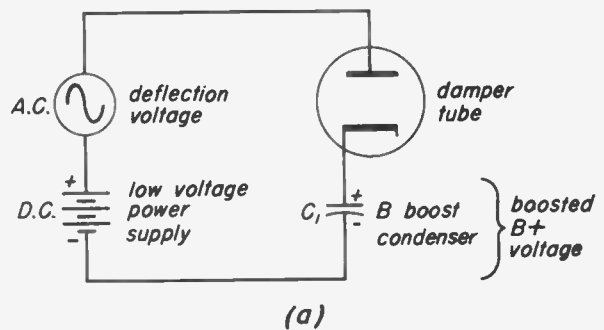 A.C.
deflection
voltage
damper
tube
+
D.C.
-
low voltage
power
supply
C₁
+
-
B boost
condenser
boosted
B+
voltage
(a)